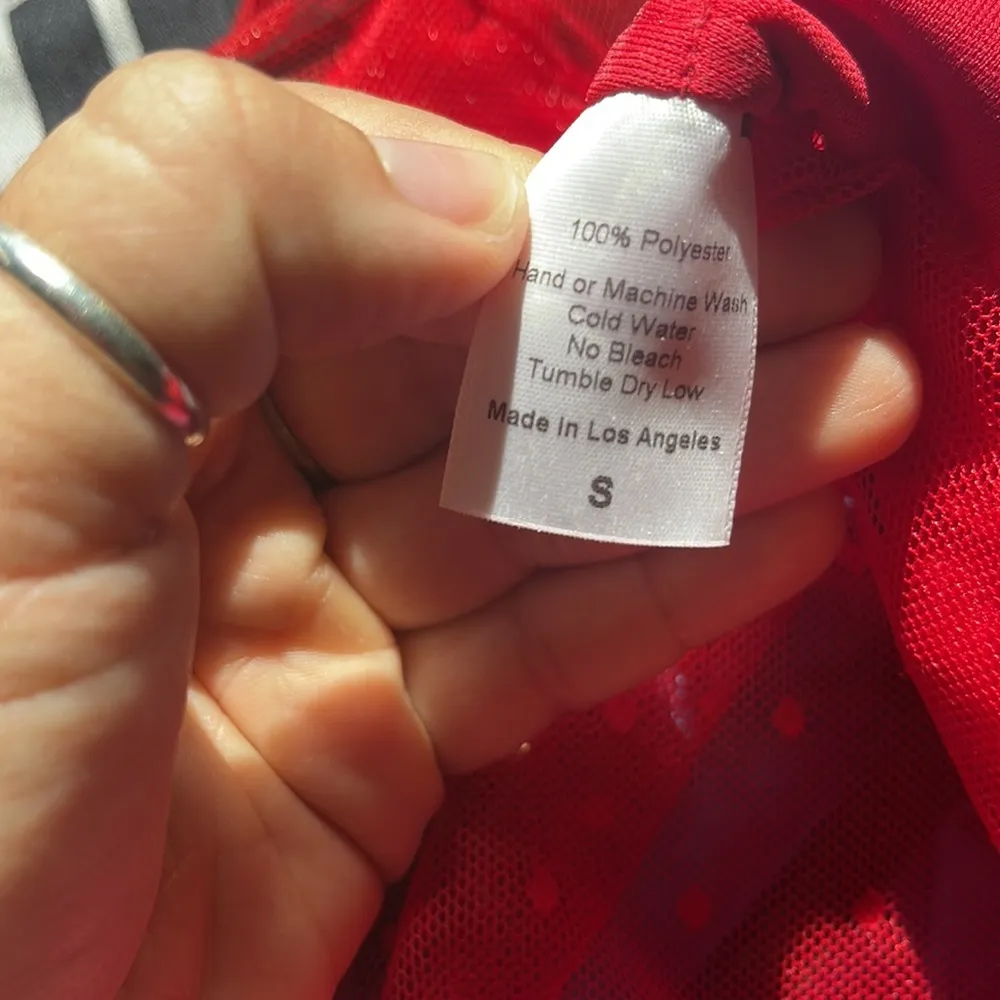 100% Polyester
Hand or Machine Wash
Cold Water
No Bleach
Tumble Dry Low
Made In Los Angeles
S